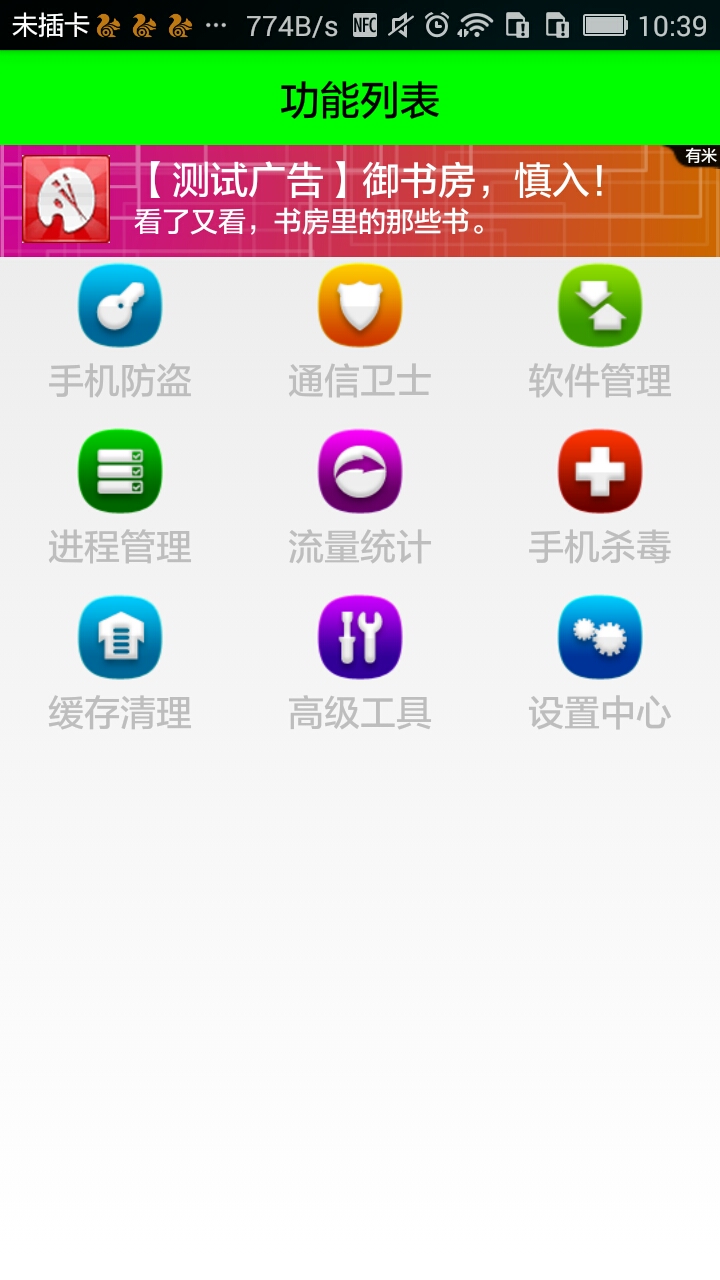 未插卡 ··· 774B/s NFC 10:39
功能列表
有米
【测试广告】御书房，慎入！
看了又看，书房里的那些书。
手机防盗 通信卫士 软件管理
进程管理 流量统计 手机杀毒
缓存清理 高级工具 设置中心